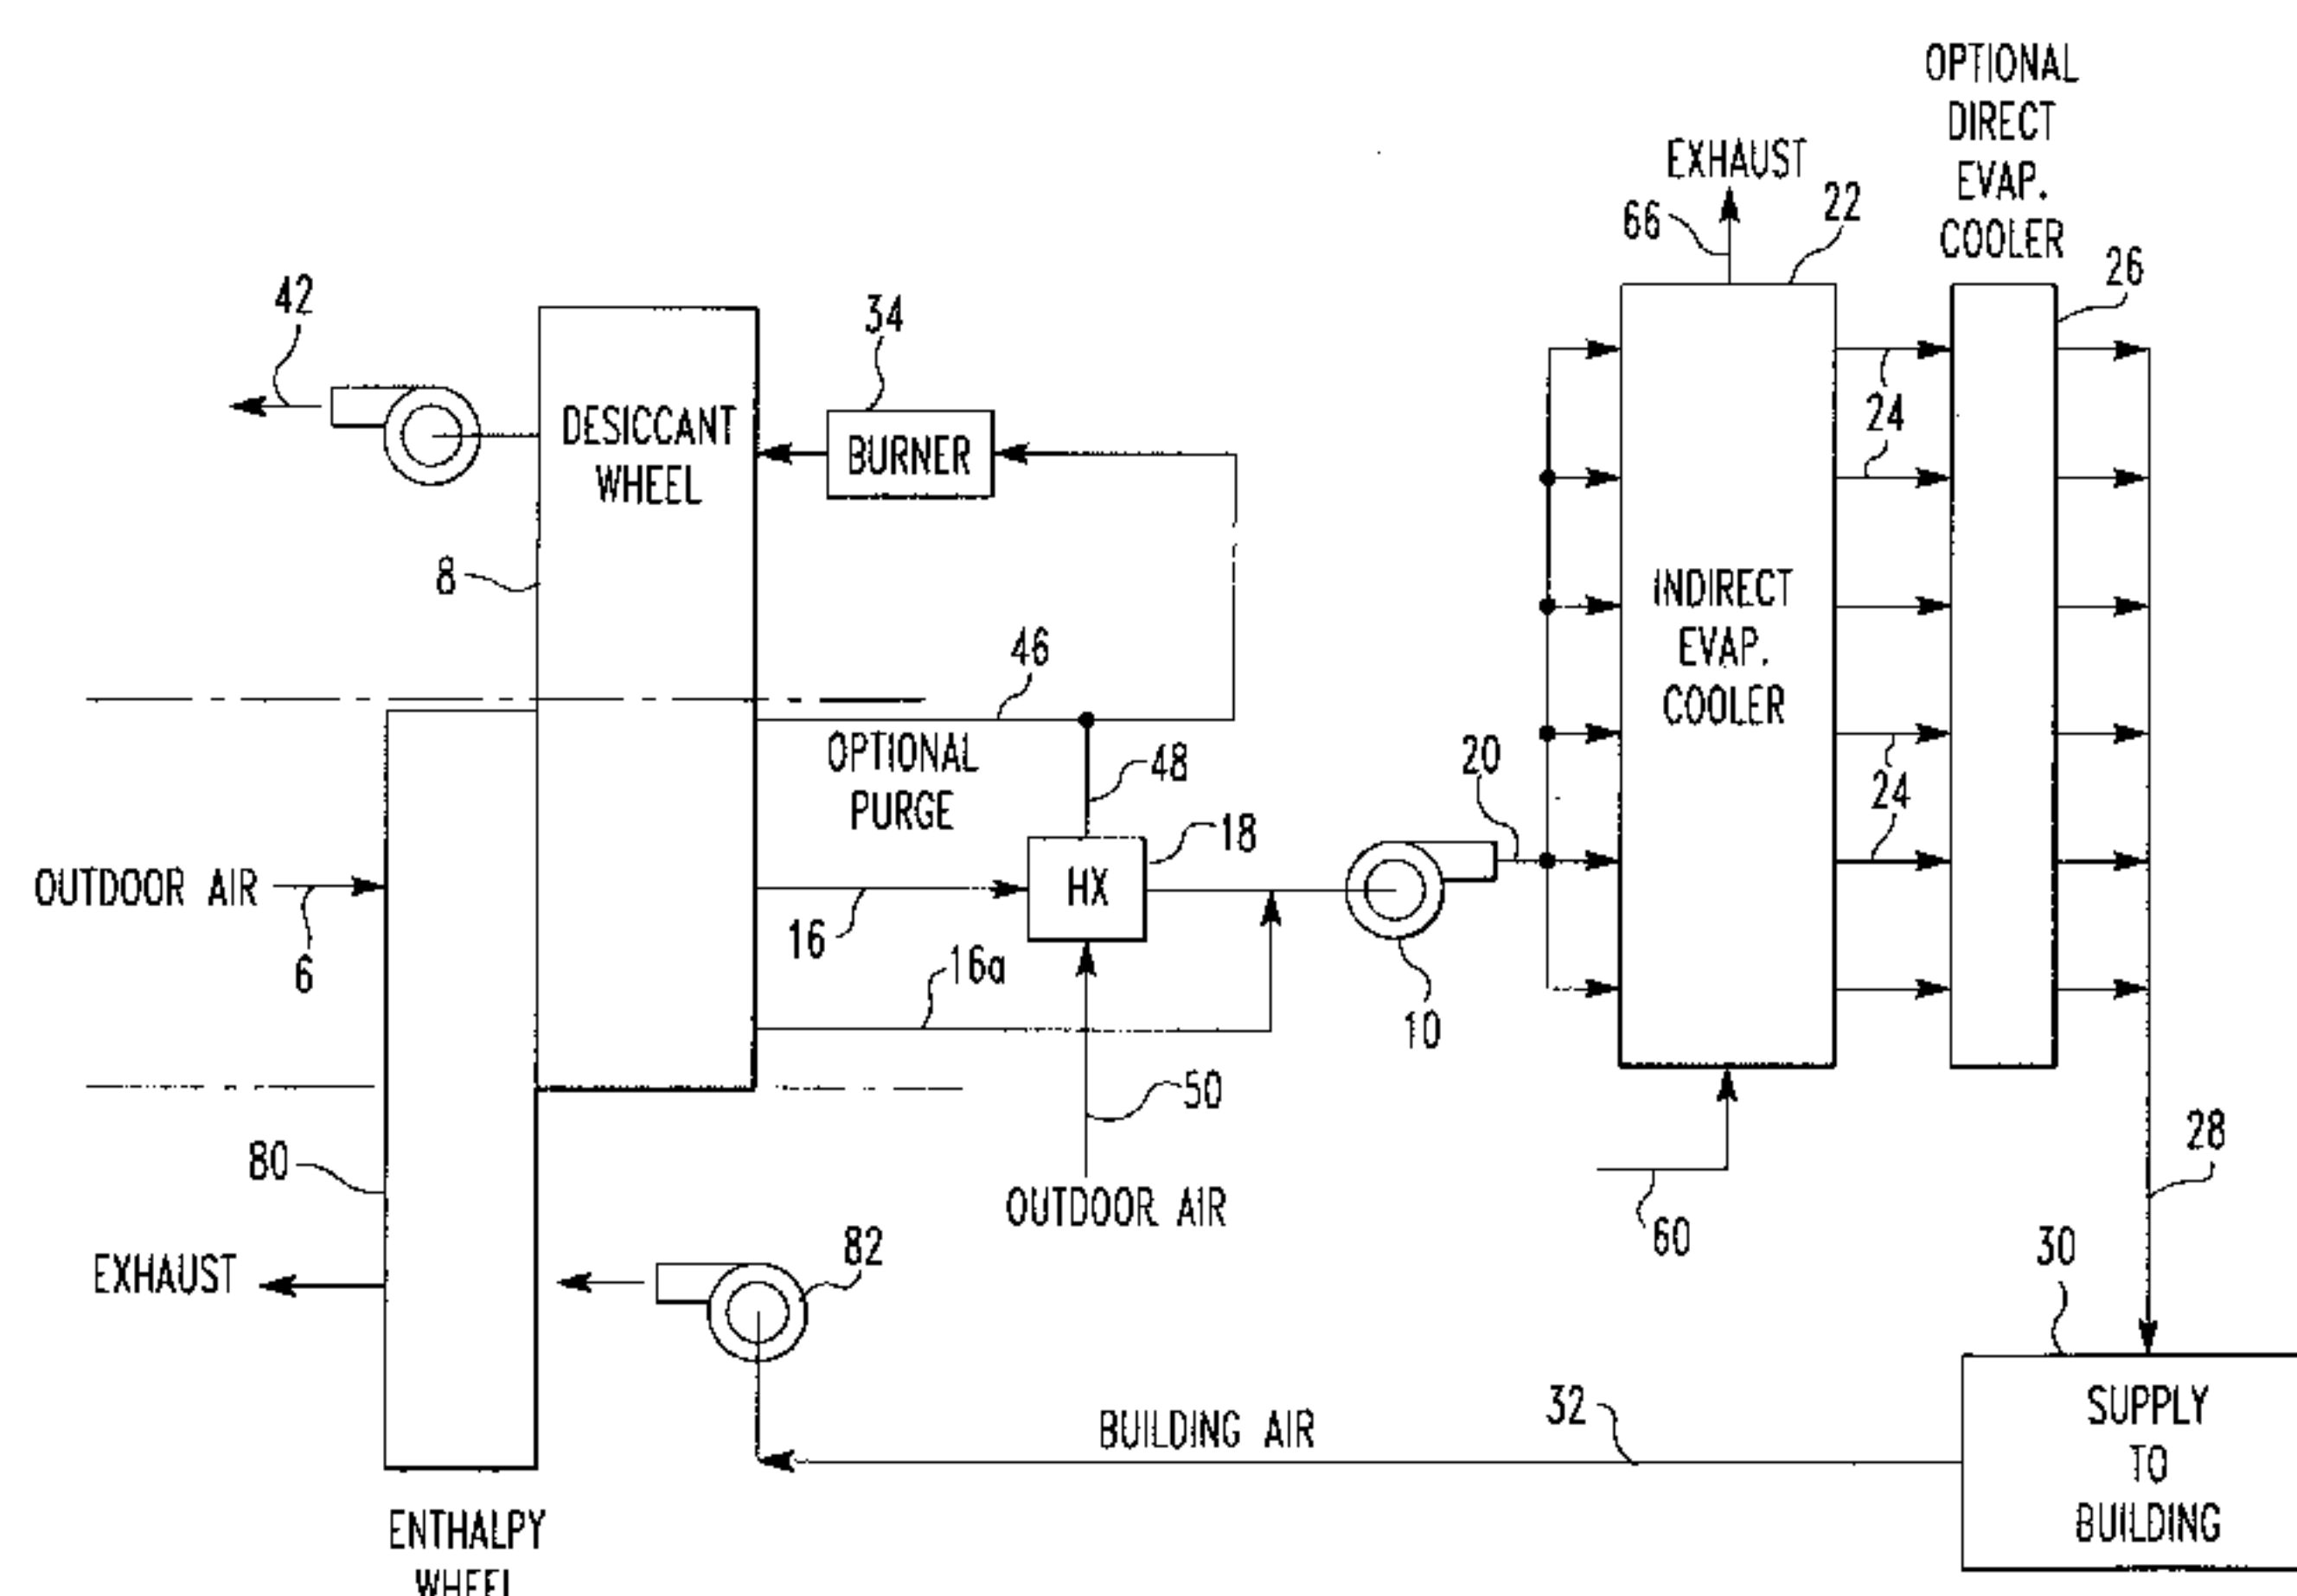 OPTIONAL
DIRECT
EVAP.
COOLER
EXHAUST
66
22
26
42
34
DESICCANT
WHEEL
BURNER
24
8
INDIRECT
EVAP.
COOLER
46
OPTIONAL
PURGE
48
20
24
18
OUTDOOR AIR
HX
6
16
16a
10
50
80
28
OUTDOOR AIR
60
EXHAUST
82
30
32
BUILDING AIR
SUPPLY
TO
BUILDING
ENTHALPY
WHEEL